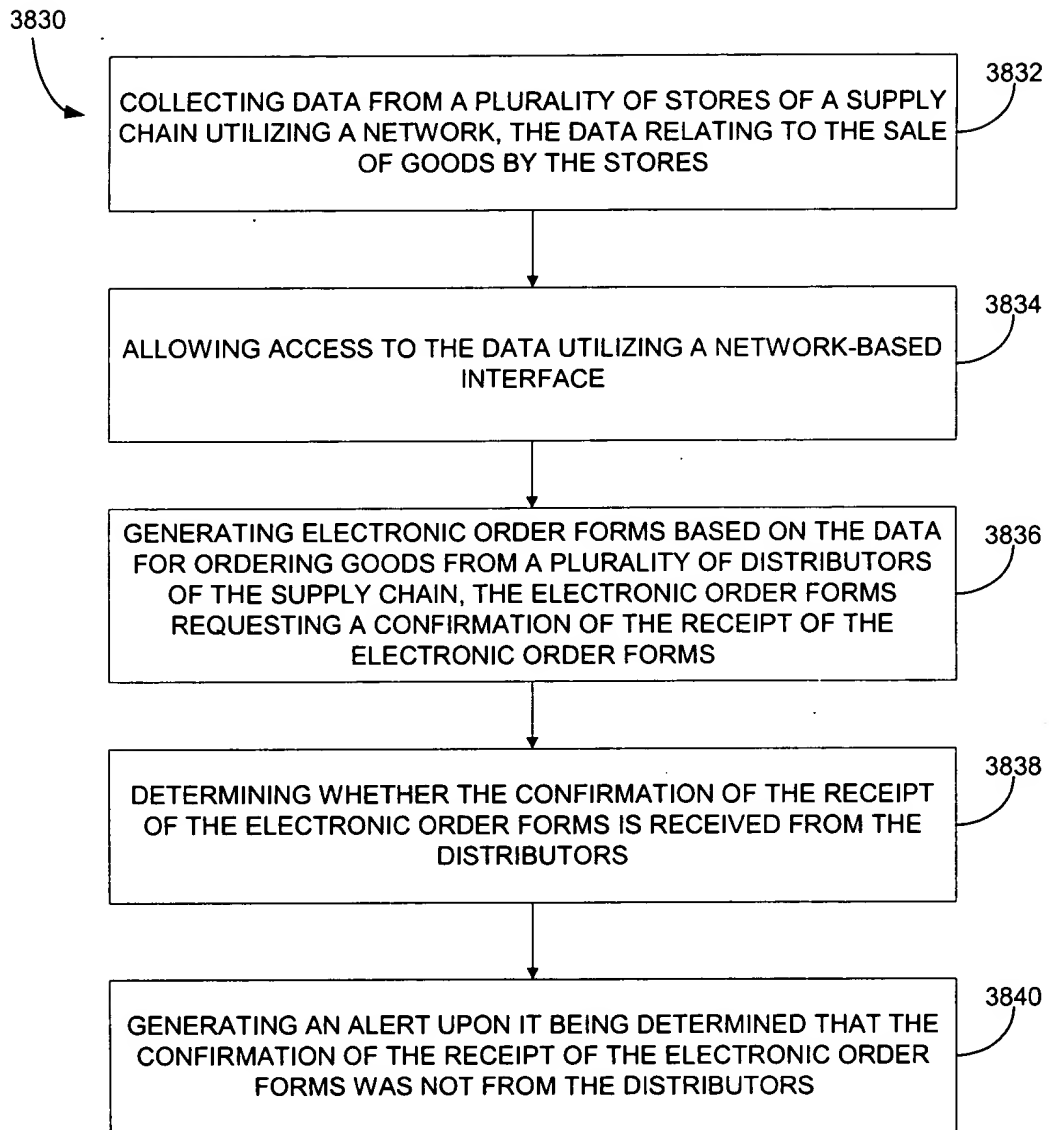 3830
3832
COLLECTING DATA FROM A PLURALITY OF STORES OF A SUPPLY
CHAIN UTILIZING A NETWORK, THE DATA RELATING TO THE SALE
OF GOODS BY THE STORES
3834
ALLOWING ACCESS TO THE DATA UTILIZING A NETWORK-BASED
INTERFACE
3836
GENERATING ELECTRONIC ORDER FORMS BASED ON THE DATA
FOR ORDERING GOODS FROM A PLURALITY OF DISTRIBUTORS
OF THE SUPPLY CHAIN, THE ELECTRONIC ORDER FORMS
REQUESTING A CONFIRMATION OF THE RECEIPT OF THE
ELECTRONIC ORDER FORMS
3838
DETERMINING WHETHER THE CONFIRMATION OF THE RECEIPT
OF THE ELECTRONIC ORDER FORMS IS RECEIVED FROM THE
DISTRIBUTORS
3840
GENERATING AN ALERT UPON IT BEING DETERMINED THAT THE
CONFIRMATION OF THE RECEIPT OF THE ELECTRONIC ORDER
FORMS WAS NOT FROM THE DISTRIBUTORS